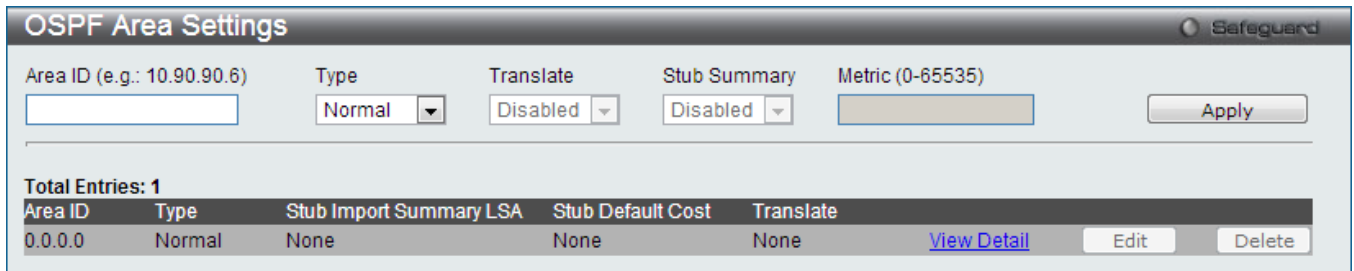 OSPF Area Settings Safeguard
Area ID (e.g.: 10.90.90.6) Type Translate Stub Summary Metric (0-65535)
Normal Disabled Disabled Apply
Total Entries: 1
Area ID Type Stub Import Summary LSA Stub Default Cost Translate
0.0.0.0 Normal None None None View Detail Edit Delete